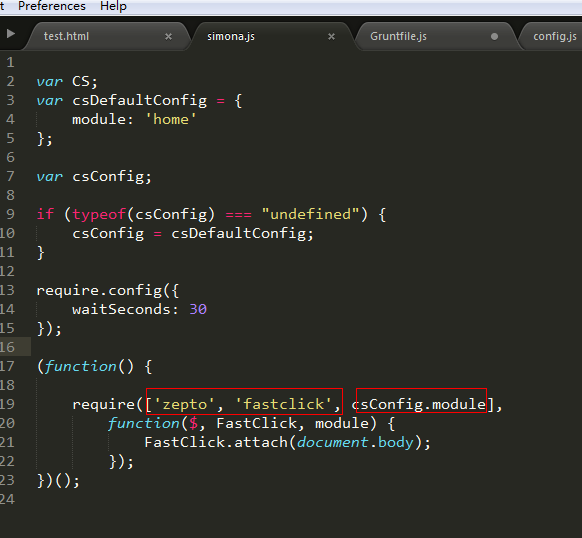 t Preferences Help
test.html × simona.js × Gruntfile.js config.js
1
2 var CS;
3 var csDefaultConfig = {
4 module: 'home'
5 };
6
7 var csConfig;
8
9 if (typeof(csConfig) === "undefined") {
10 csConfig = csDefaultConfig;
11 }
12
13 require.config({
14 waitSeconds: 30
15 });
16
17 (function() {
18
19 require(['zepto', 'fastclick', csConfig.module],
20 function($, FastClick, module) {
21 FastClick.attach(document.body);
22 });
23 })();
24